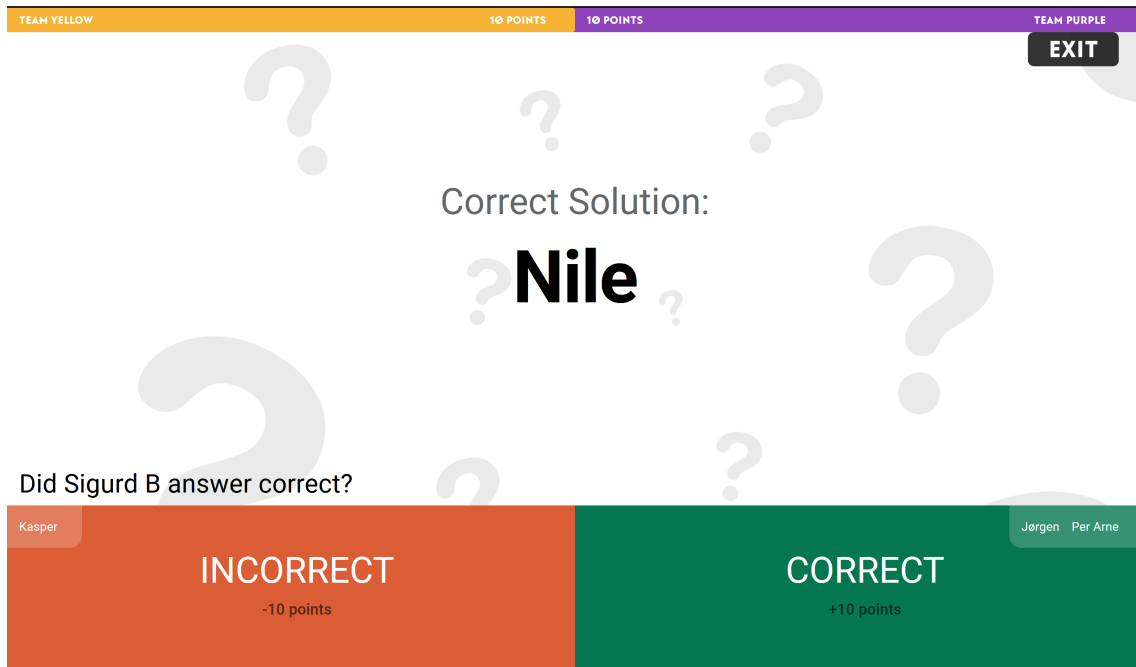 TEAM YELLOW 10 POINTS 10 POINTS TEAM PURPLE
EXIT
Correct Solution:
Nile
Did Sigurd B answer correct?
Kasper
Jørgen Per Arne
INCORRECT
-10 points
CORRECT
+10 points